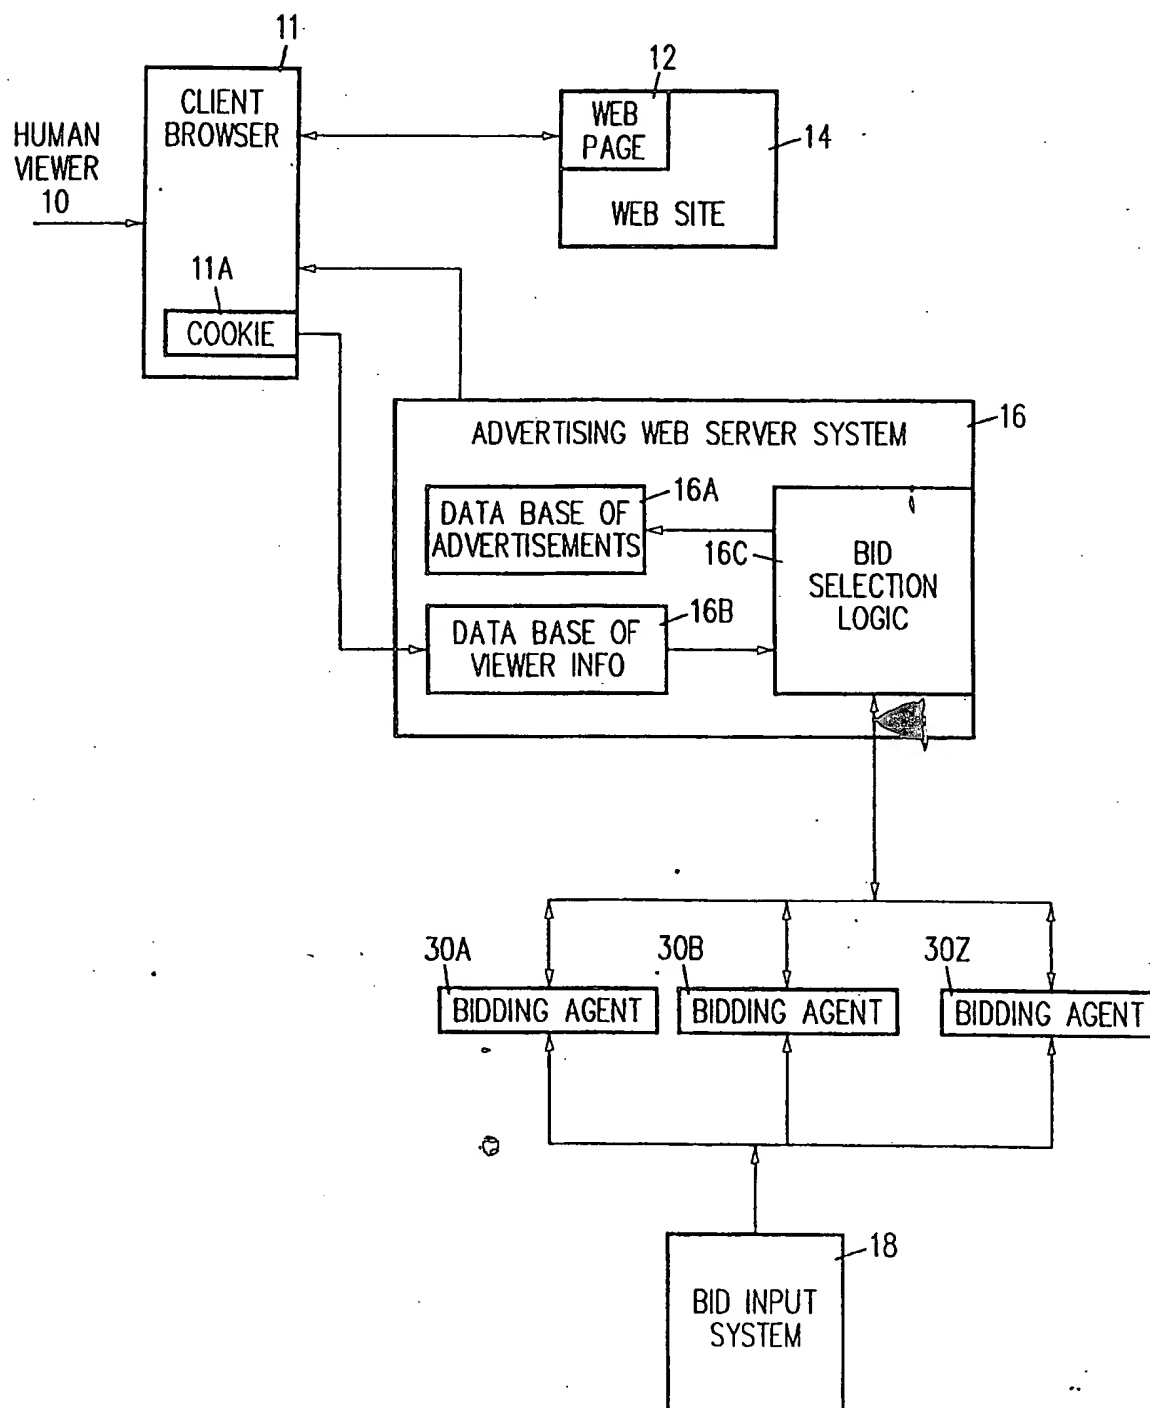 11
CLIENT
BROWSER
HUMAN
VIEWER
10
12
WEB
PAGE
14
WEB SITE
11A
COOKIE
16
ADVERTISING WEB SERVER SYSTEM
16A
DATA BASE OF
ADVERTISEMENTS
16C
BID
SELECTION
LOGIC
16B
DATA BASE OF
VIEWER INFO
30A
BIDDING AGENT
30B
BIDDING AGENT
30Z
BIDDING AGENT
18
BID INPUT
SYSTEM